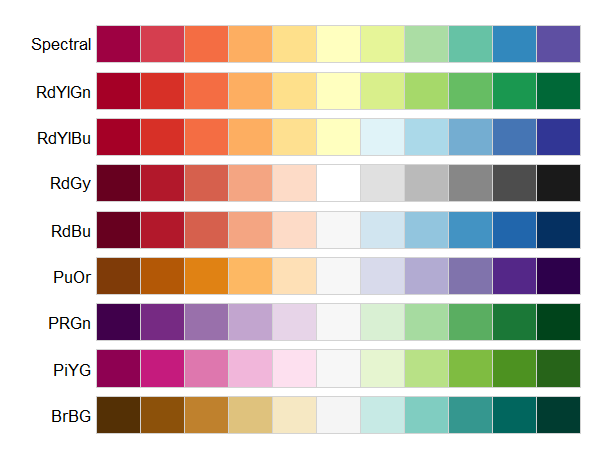 Spectral
RdYlGn
RdYlBu
RdGy
RdBu
PuOr
PRGn
PiYG
BrBG